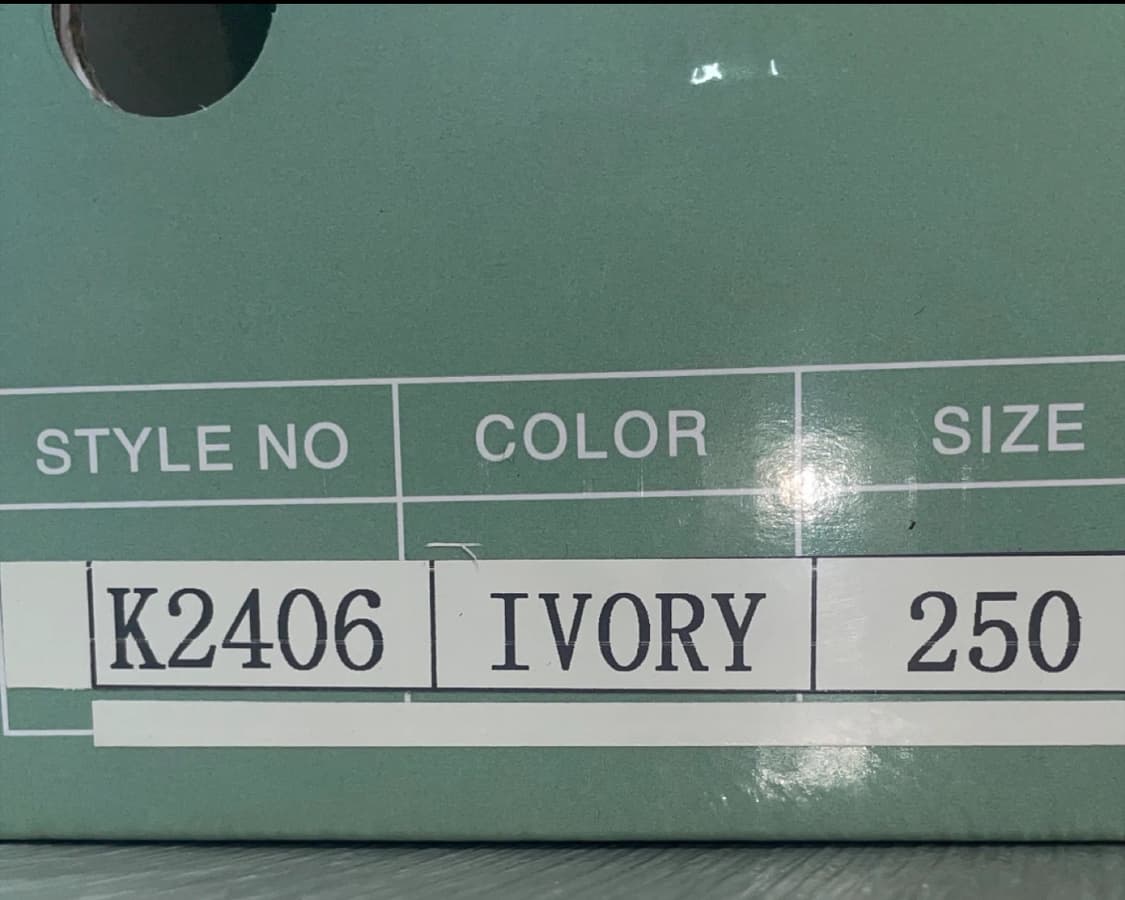 STYLE NO COLOR SIZE
K2406 IVORY 250